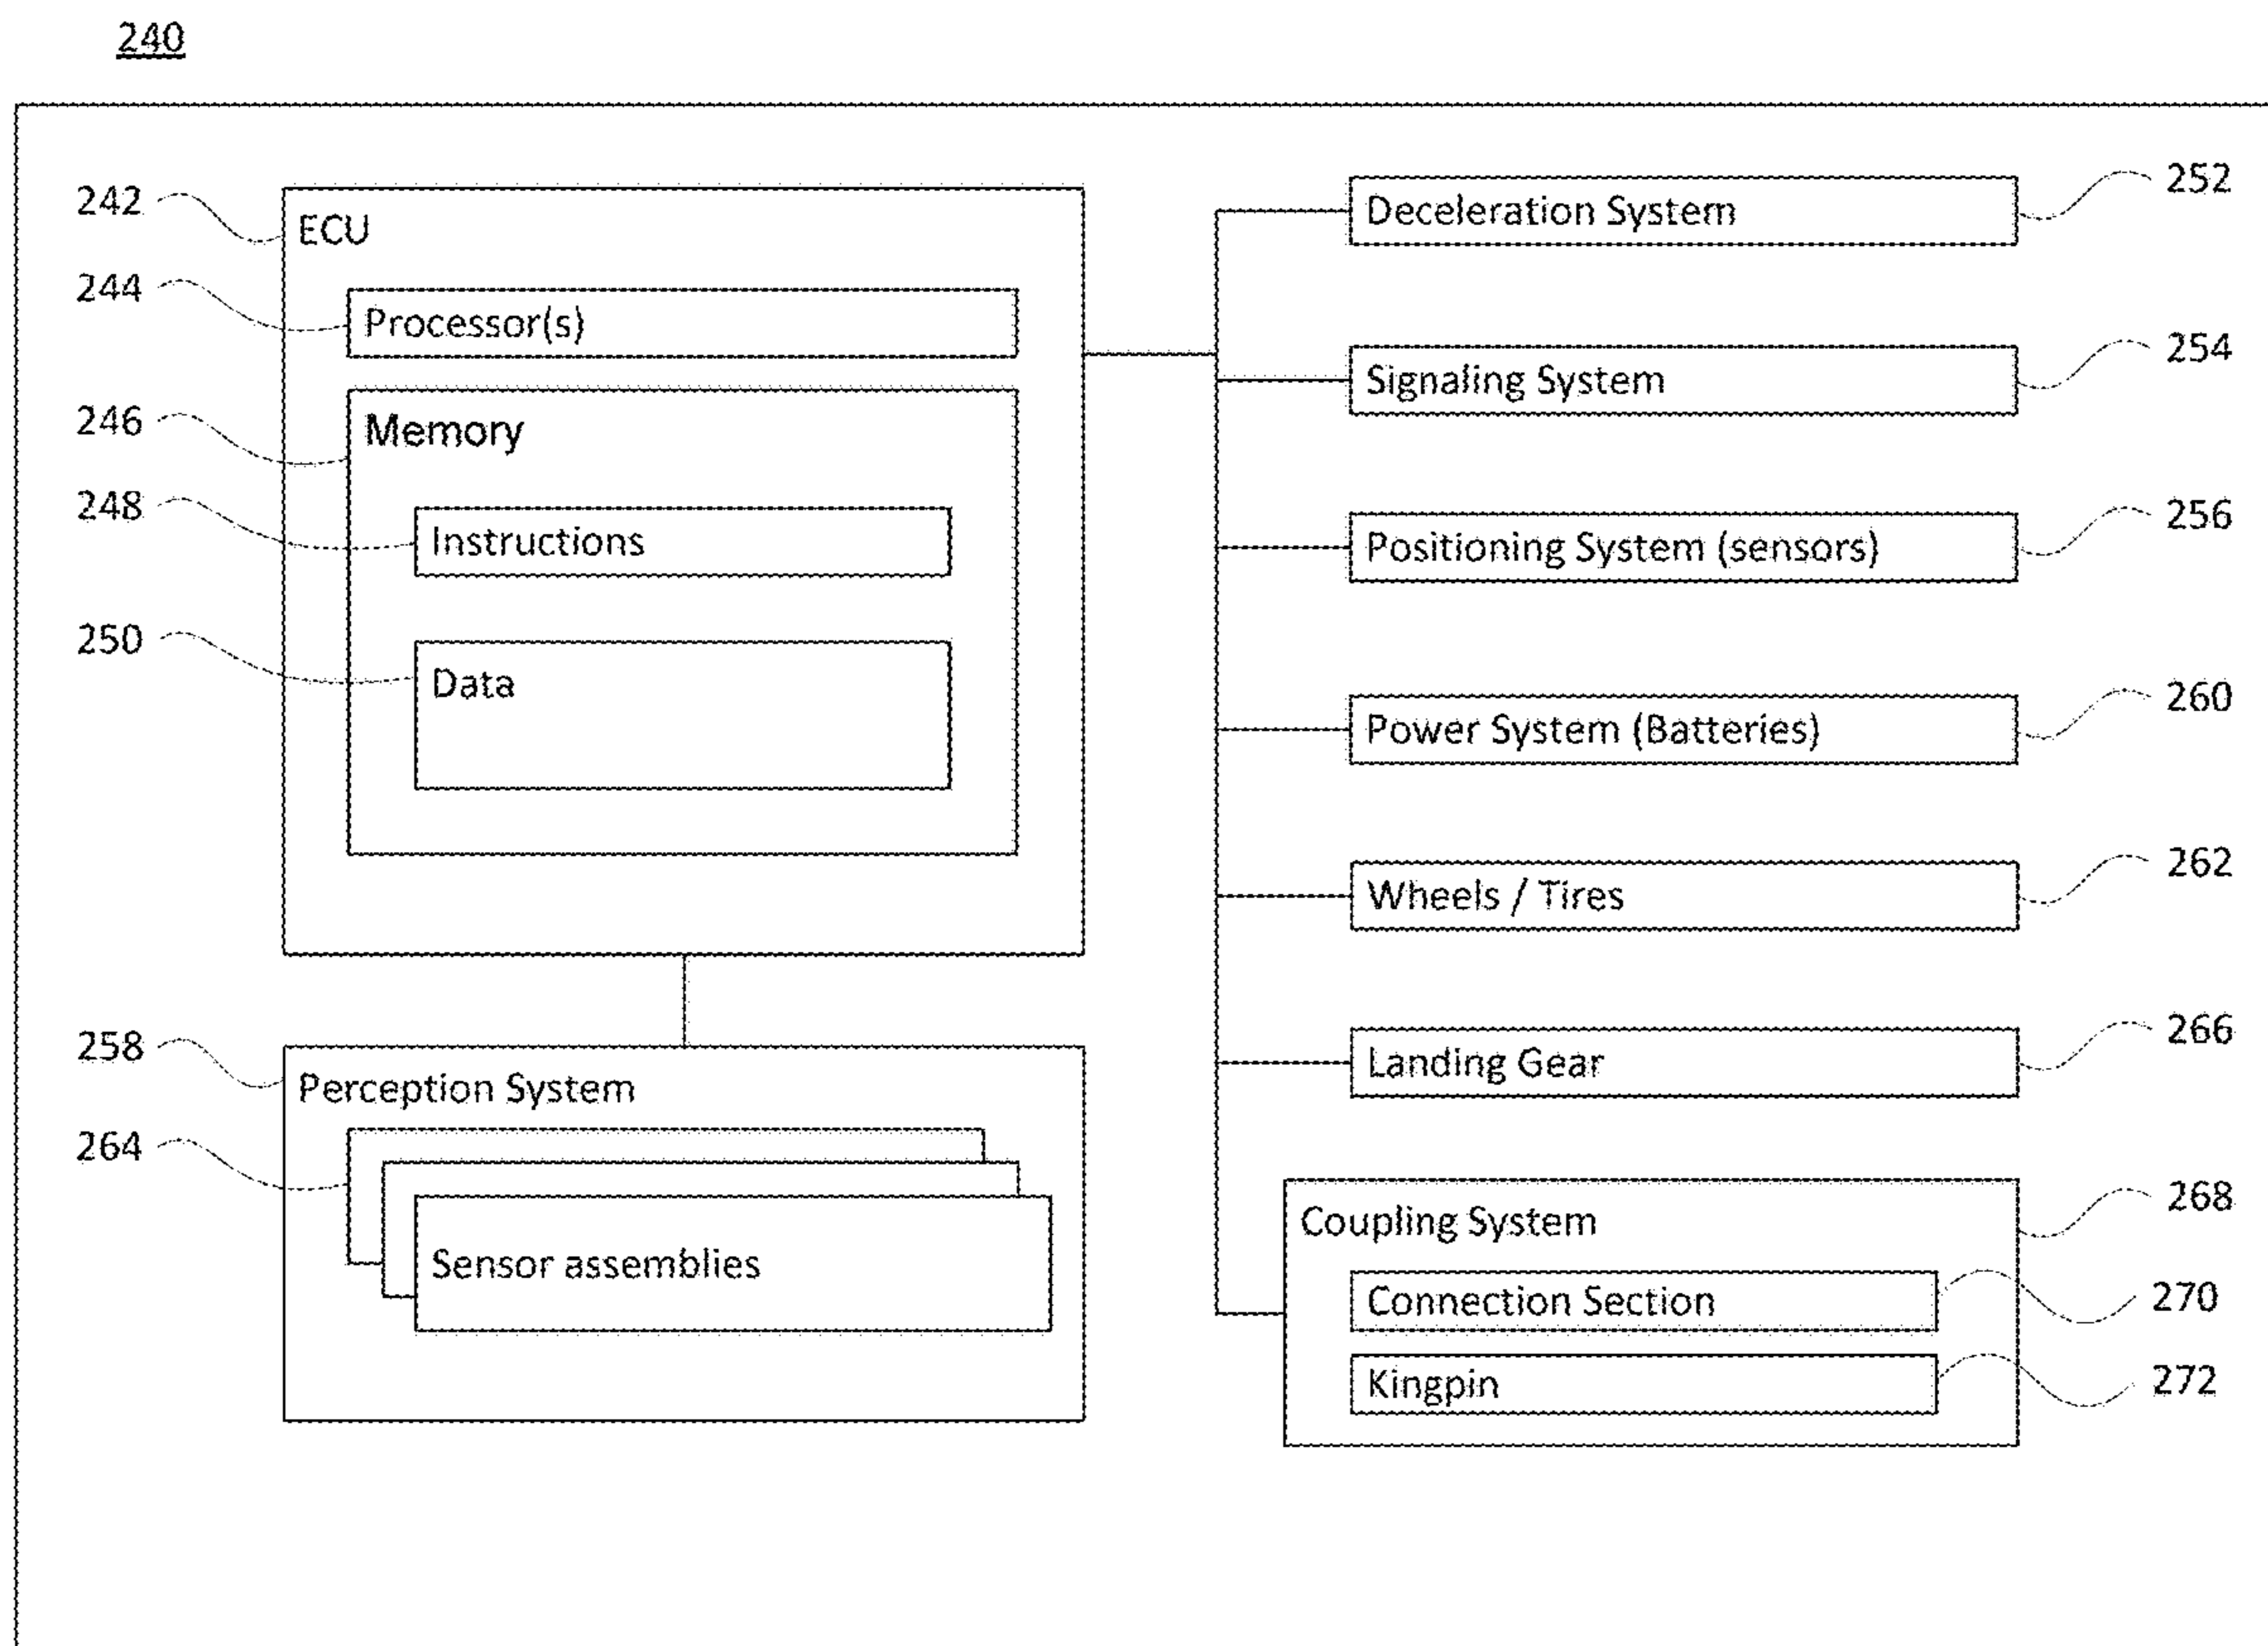 240
242
ECU
244
Processor(s)
246
Memory
248
Instructions
250
Data
258
Perception System
264
Sensor assemblies
Deceleration System
252
Signaling System
254
Positioning System (sensors)
256
Power System (Batteries)
260
Wheels / Tires
262
Landing Gear
266
Coupling System
268
Connection Section
270
Kingpin
272